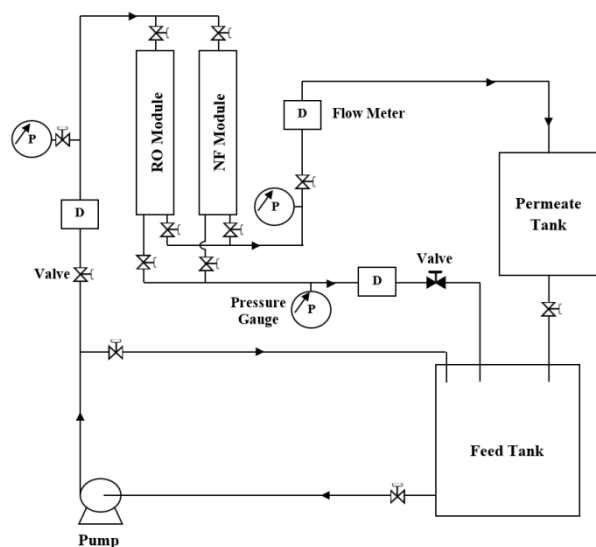 RO Module
NF Module
D
Flow Meter
P
P
Permeate
Tank
D
Valve
Valve
D
Pressure
Gauge
P
Feed Tank
Pump